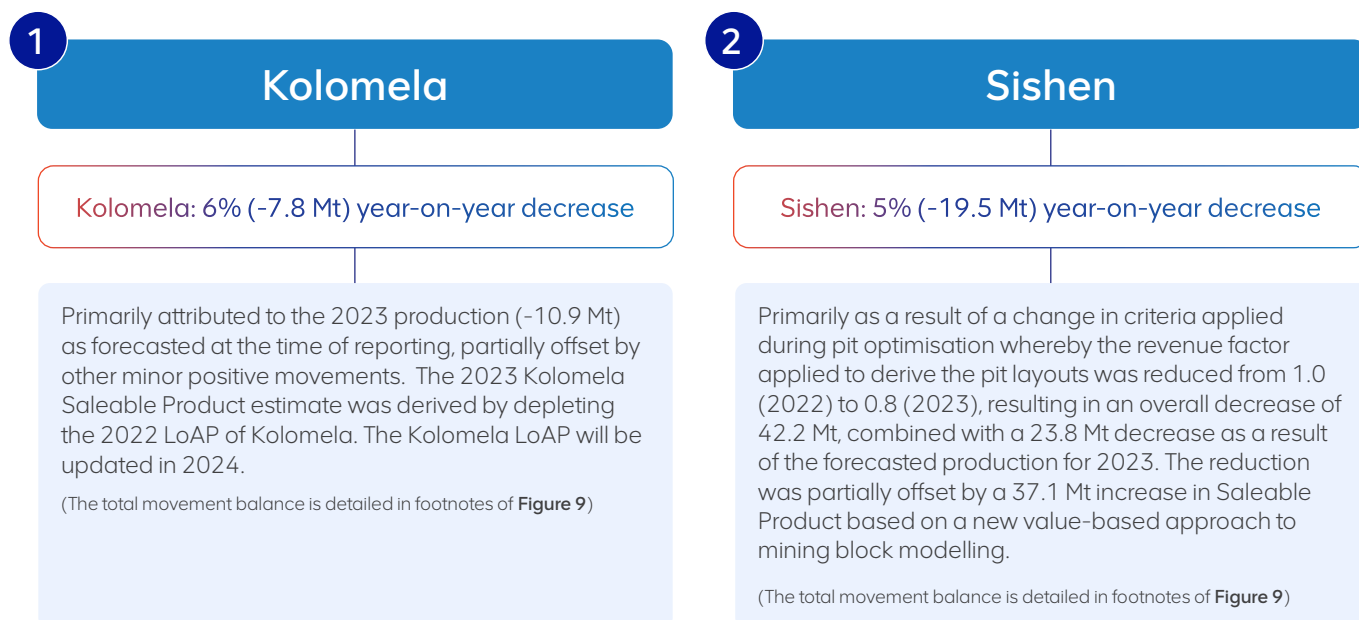 1
Kolomela
Kolomela: 6% (-7.8 Mt) year-on-year decrease
Primarily attributed to the 2023 production (-10.9 Mt)
as forecasted at the time of reporting, partially offset by
other minor positive movements.  The 2023 Kolomela
Saleable Product estimate was derived by depleting
the 2022 LoAP of Kolomela. The Kolomela LoAP will be
updated in 2024.
(The total movement balance is detailed in footnotes of Figure 9)
2
Sishen
Sishen: 5% (-19.5 Mt) year-on-year decrease
Primarily as a result of a change in criteria applied
during pit optimisation whereby the revenue factor
applied to derive the pit layouts was reduced from 1.0
(2022) to 0.8 (2023), resulting in an overall decrease of
42.2 Mt, combined with a 23.8 Mt decrease as a result
of the forecasted production for 2023. The reduction
was partially offset by a 37.1 Mt increase in Saleable
Product based on a new value-based approach to
mining block modelling.
(The total movement balance is detailed in footnotes of Figure 9)